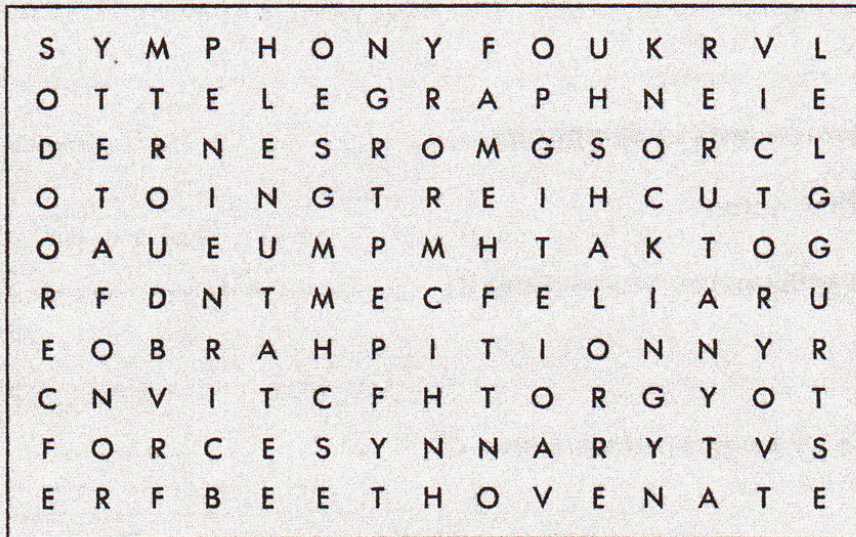 S Y M P H O N Y F O U K R V L
O T T E L E G R A P H N E I E
D E R N E S R O M G S O R C L
O T O I N G T R E I H C U T G
O A U E U M P M H T A K T O G
R F D N T M E C F E L I A R U
E O B R A H P I T I O N N Y R
C N V I T C F H T O R G Y O T
F O R C E S Y N N A R Y T V S
E R F B E E T H O V E N A T E